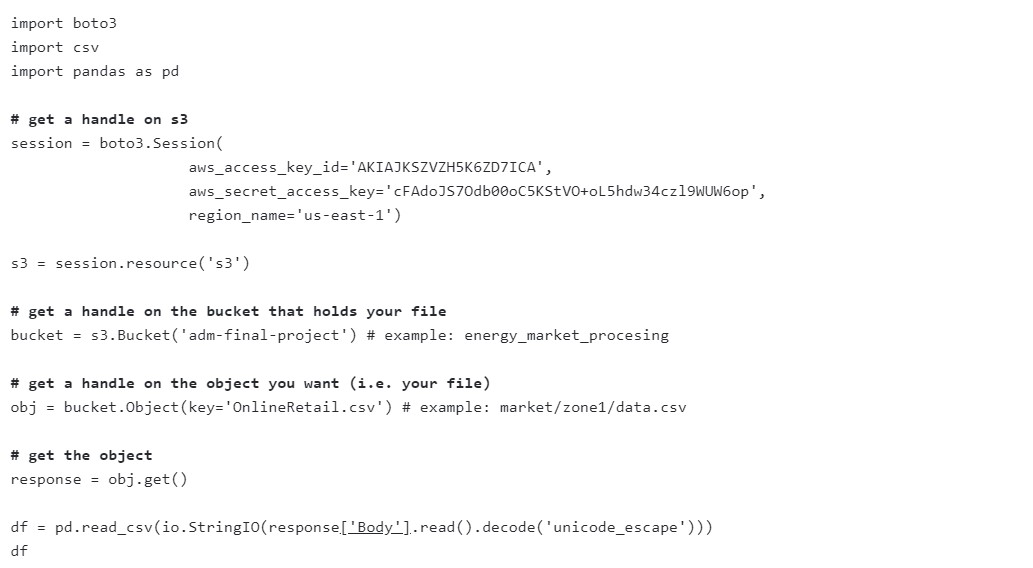 import boto3
import csv
import pandas as pd
# get a handle on s3
session = boto3.Session(
aws_access_key_id='AKIAJKSZVZH5K6ZD7ICA',
aws_secret_access_key='cFAdoJS7Odb00oC5KStVO+oL5hdw34czl9WUW6op',
region_name='us-east-1')
s3 = session.resource('s3')
# get a handle on the bucket that holds your file
bucket = s3.Bucket('adm-final-project') # example: energy_market_procesing
# get a handle on the object you want (i.e. your file)
obj = bucket.Object(key='OnlineRetail.csv') # example: market/zone1/data.csv
# get the object
response = obj.get()
df = pd.read_csv(io.StringIO(response['Body'].read().decode('unicode_escape')))
df